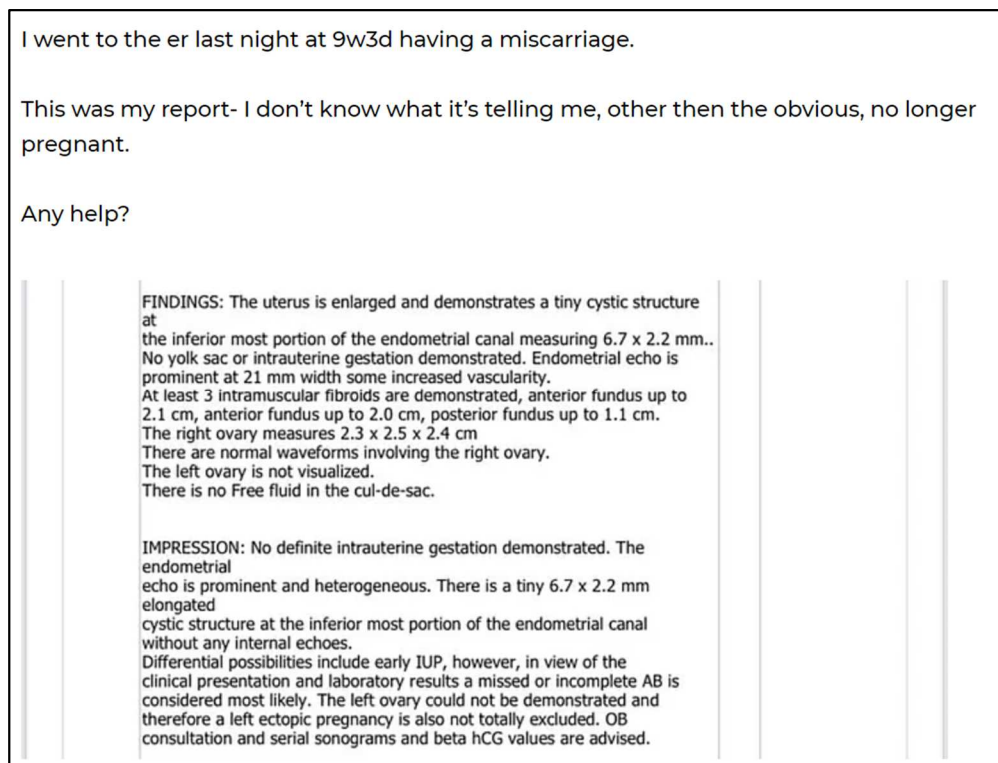 I went to the er last night at 9w3d having a miscarriage.
This was my report- I don't know what it's telling me, other then the obvious, no longer
pregnant.
Any help?
FINDINGS: The uterus is enlarged and demonstrates a tiny cystic structure
at
the inferior most portion of the endometrial canal measuring 6.7 x 2.2 mm..
No yolk sac or intrauterine gestation demonstrated. Endometrial echo is
prominent at 21 mm width some increased vascularity.
At least 3 intramuscular fibroids are demonstrated, anterior fundus up to
2.1 cm, anterior fundus up to 2.0 cm, posterior fundus up to 1.1 cm.
The right ovary measures 2.3 x 2.5 x 2.4 cm
There are normal waveforms involving the right ovary.
The left ovary is not visualized.
There is no Free fluid in the cul-de-sac.
IMPRESSION: No definite intrauterine gestation demonstrated. The
endometrial
echo is prominent and heterogeneous. There is a tiny 6.7 x 2.2 mm
elongated
cystic structure at the inferior most portion of the endometrial canal
without any internal echoes.
Differential possibilities include early IUP, however, in view of the
clinical presentation and laboratory results a missed or incomplete AB is
considered most likely. The left ovary could not be demonstrated and
therefore a left ectopic pregnancy is also not totally excluded. OB
consultation and serial sonograms and beta hCG values are advised.